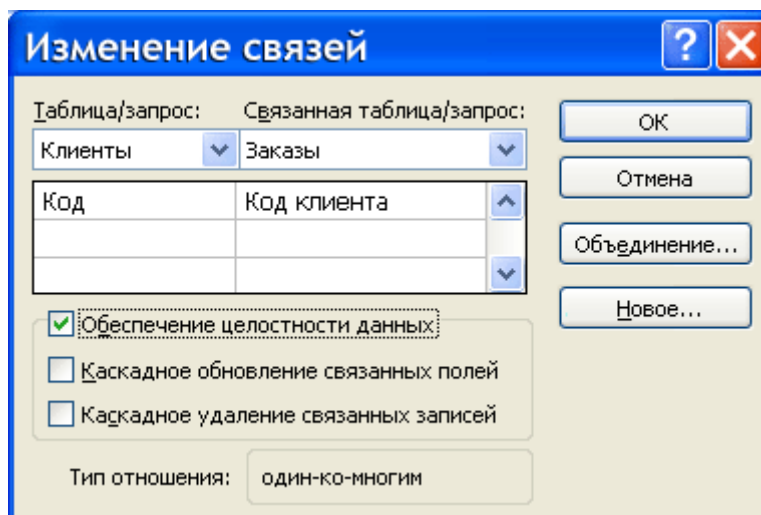 Изменение связей
Таблица/запрос: Связанная таблица/запрос:
Клиенты Заказы
Код Код клиента
ОК
Отмена
Объединение...
Новое...
Обеспечение целостности данных
Каскадное обновление связанных полей
Каскадное удаление связанных записей
Тип отношения: один-ко-многим